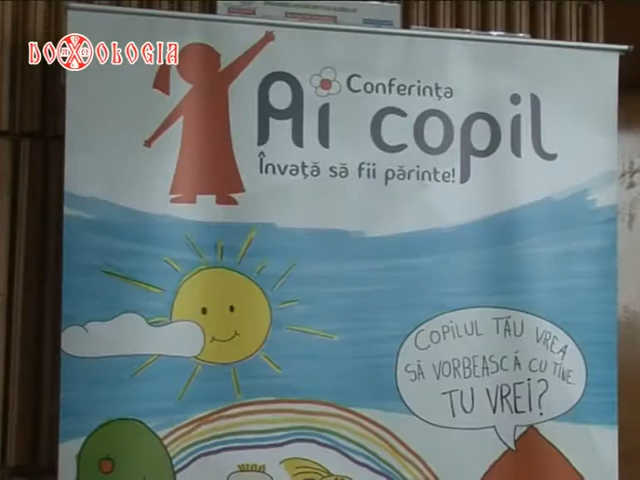 DOXOLOGIA
Conferința
Ai copil
Învață să fii părinte!
COPILUL TĂU VREA
SĂ VORBEASCĂ CU TINE.
TU VREI?